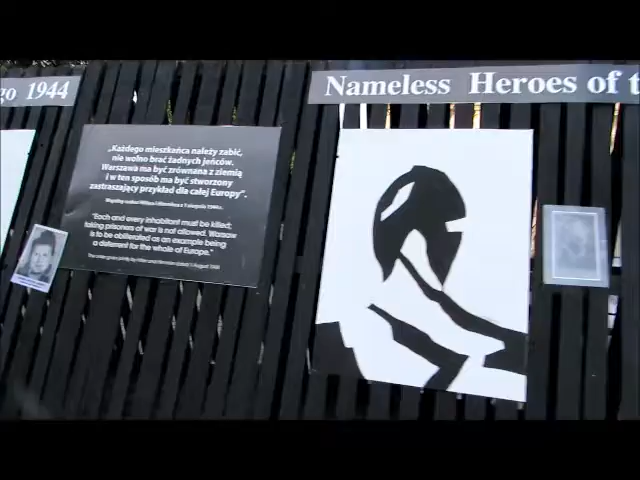 go 1944
Nameless Heroes of t
„Każdego mieszkańca należy zabić,
nie wolno brać żadnych jeńców.
Warszawa ma być zrównana z ziemią
i w ten sposób ma być stworzony
zastraszający przykład dla całej Europy”.
"Each and every inhabitant must be killed;
taking prisoners of war is not allowed. Warsaw
is to be obliterated as an example being
a deterrent for the whole of Europe."